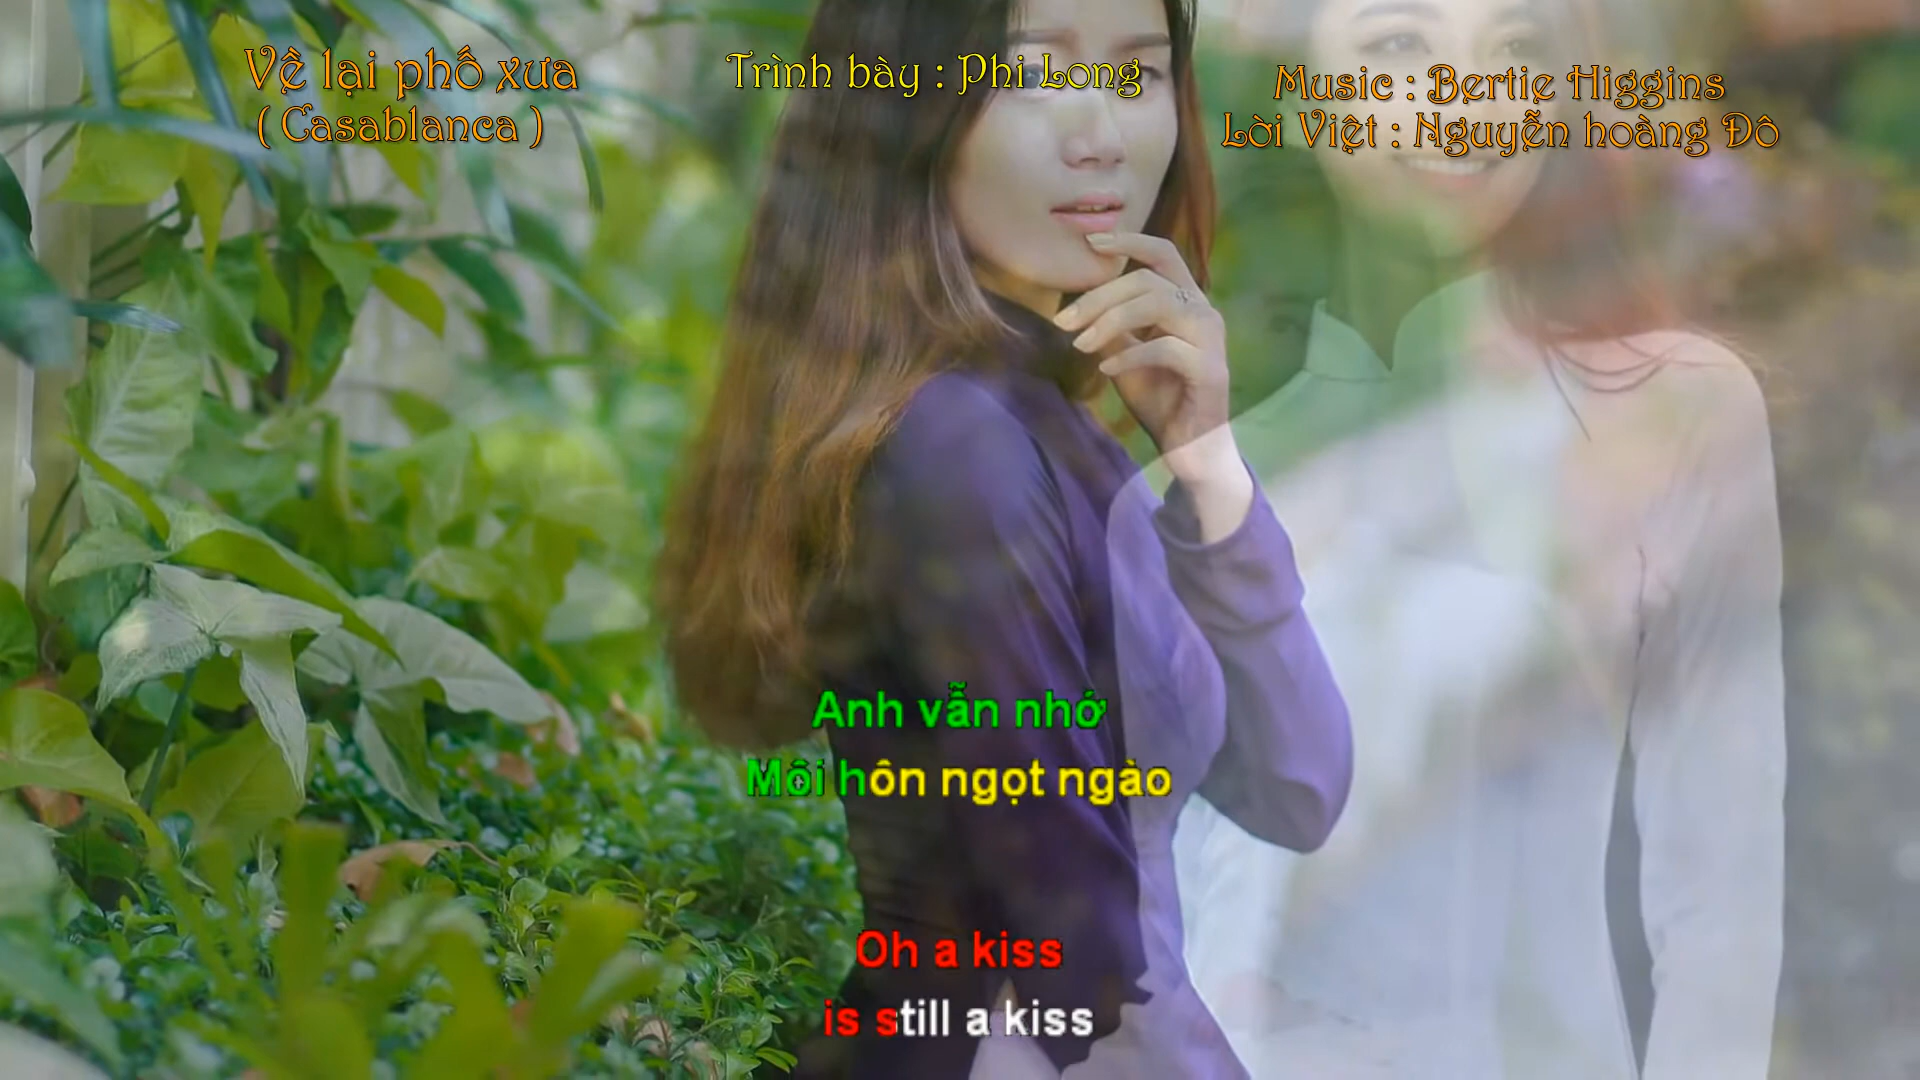 Về lại phố xưa
( Casablanca )
Trình bày : Phi Long
Music : Bertie Higgins
Lời Việt : Nguyễn hoàng Đô
Anh vẫn nhớ
Môi hôn ngọt ngào
Oh a kiss
is still a kiss